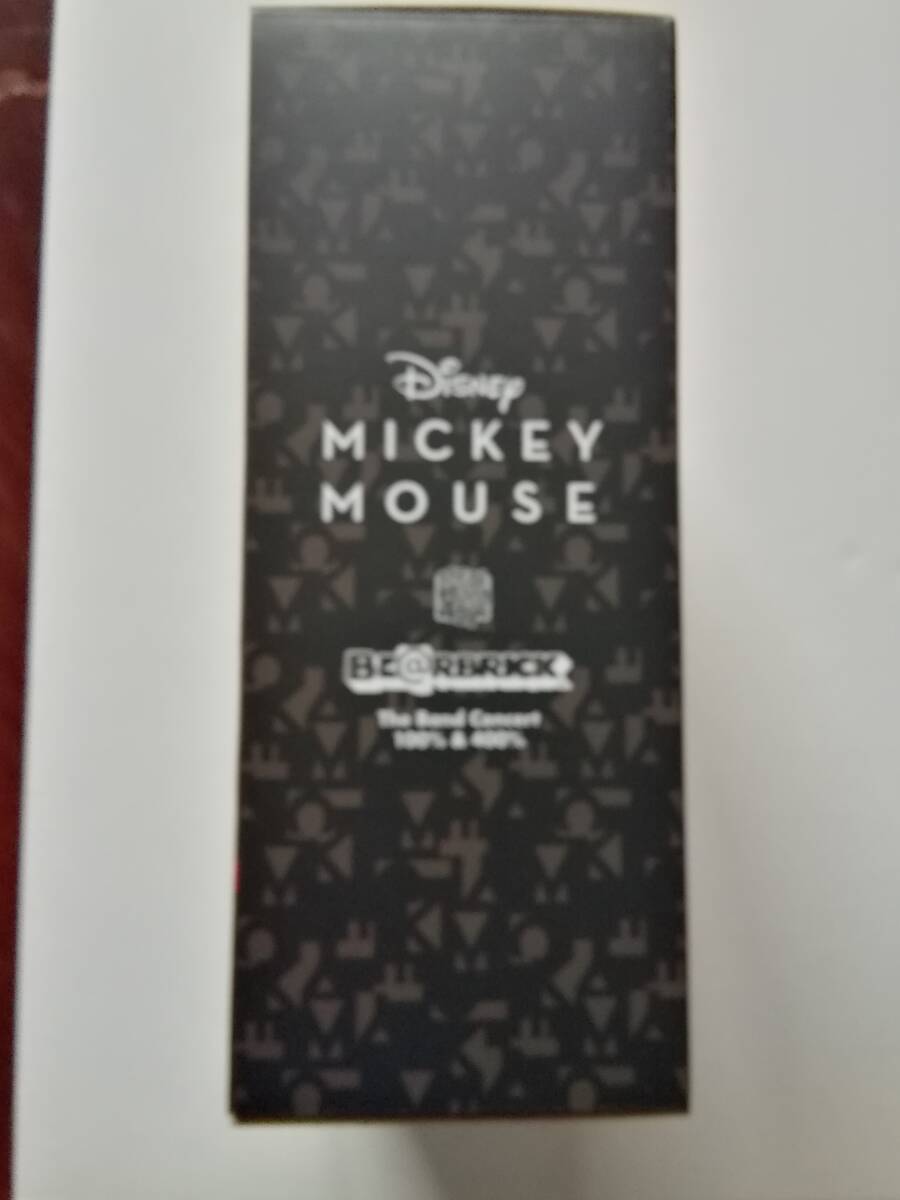 Disney
MICKEY
MOUSE
BE@RBRICK
The Band Concert
100% & 400%